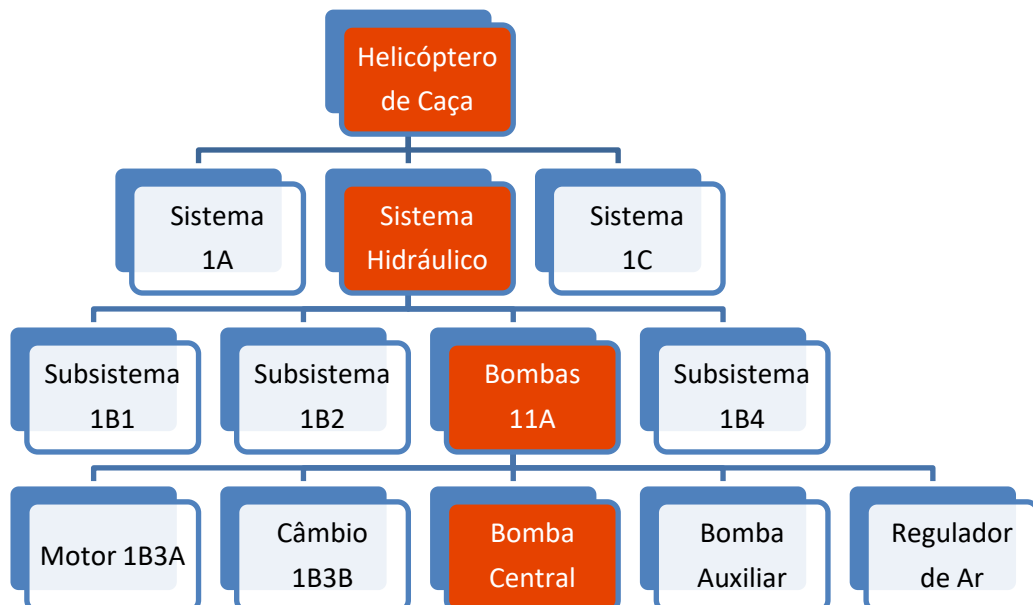 Helicóptero
de Caça
Sistema
1A
Sistema
Hidráulico
Sistema
1C
Subsistema
1B1
Subsistema
1B2
Bombas
11A
Subsistema
1B4
Motor 1B3A
Câmbio
1B3B
Bomba
Central
Bomba
Auxiliar
Regulador
de Ar